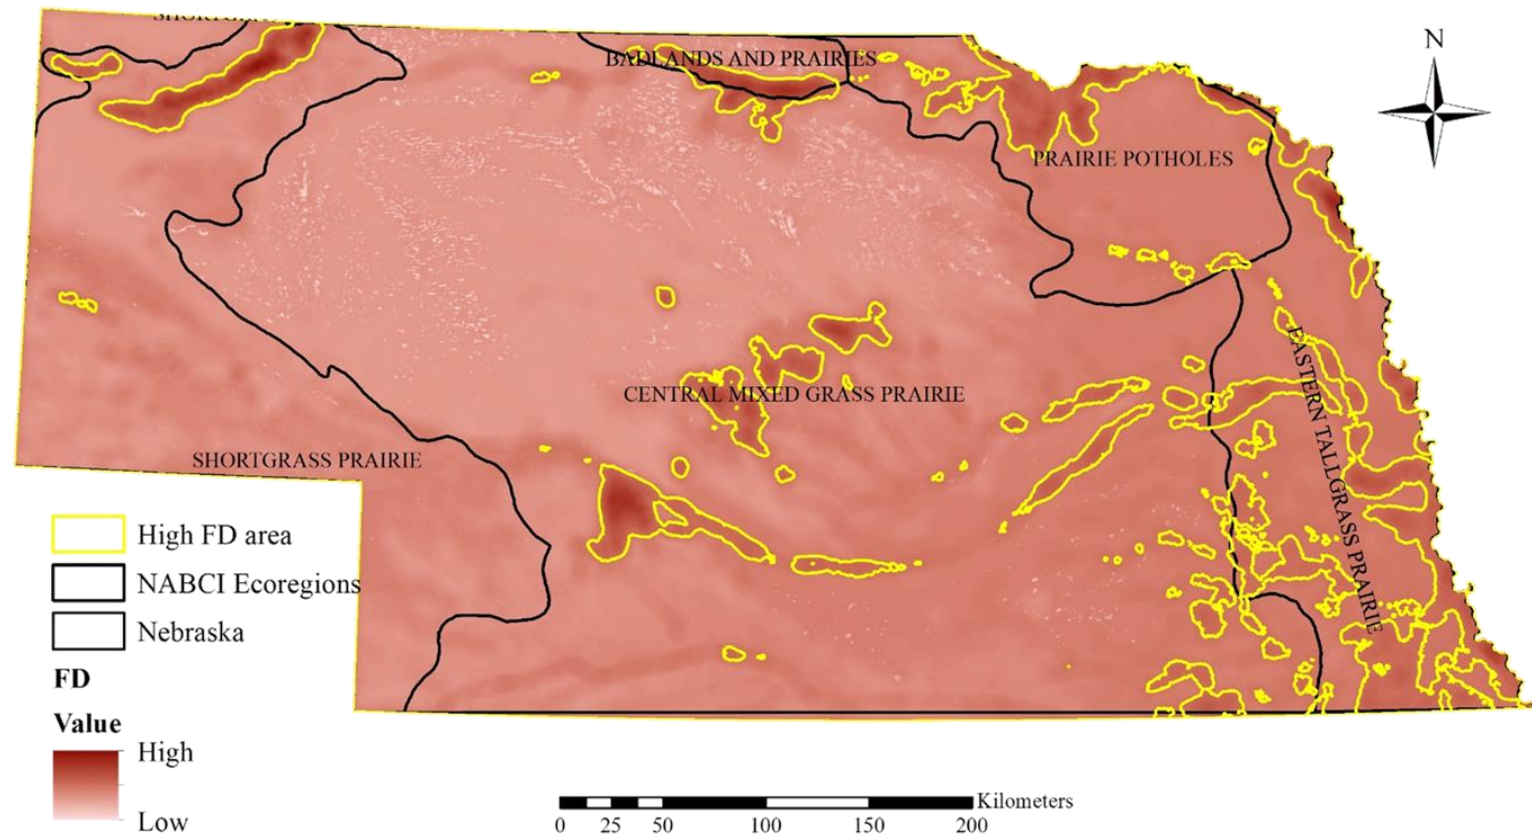 N
BADLANDS AND PRAIRIES
PRAIRIE POTHOLES
CENTRAL MIXED GRASS PRAIRIE
EASTERN TALLGRASS PRAIRIE
SHORTGRASS PRAIRIE
High FD area
NABCI Ecoregions
Nebraska
FD
Value
High
Low
Kilometers
0 25 50 100 150 200